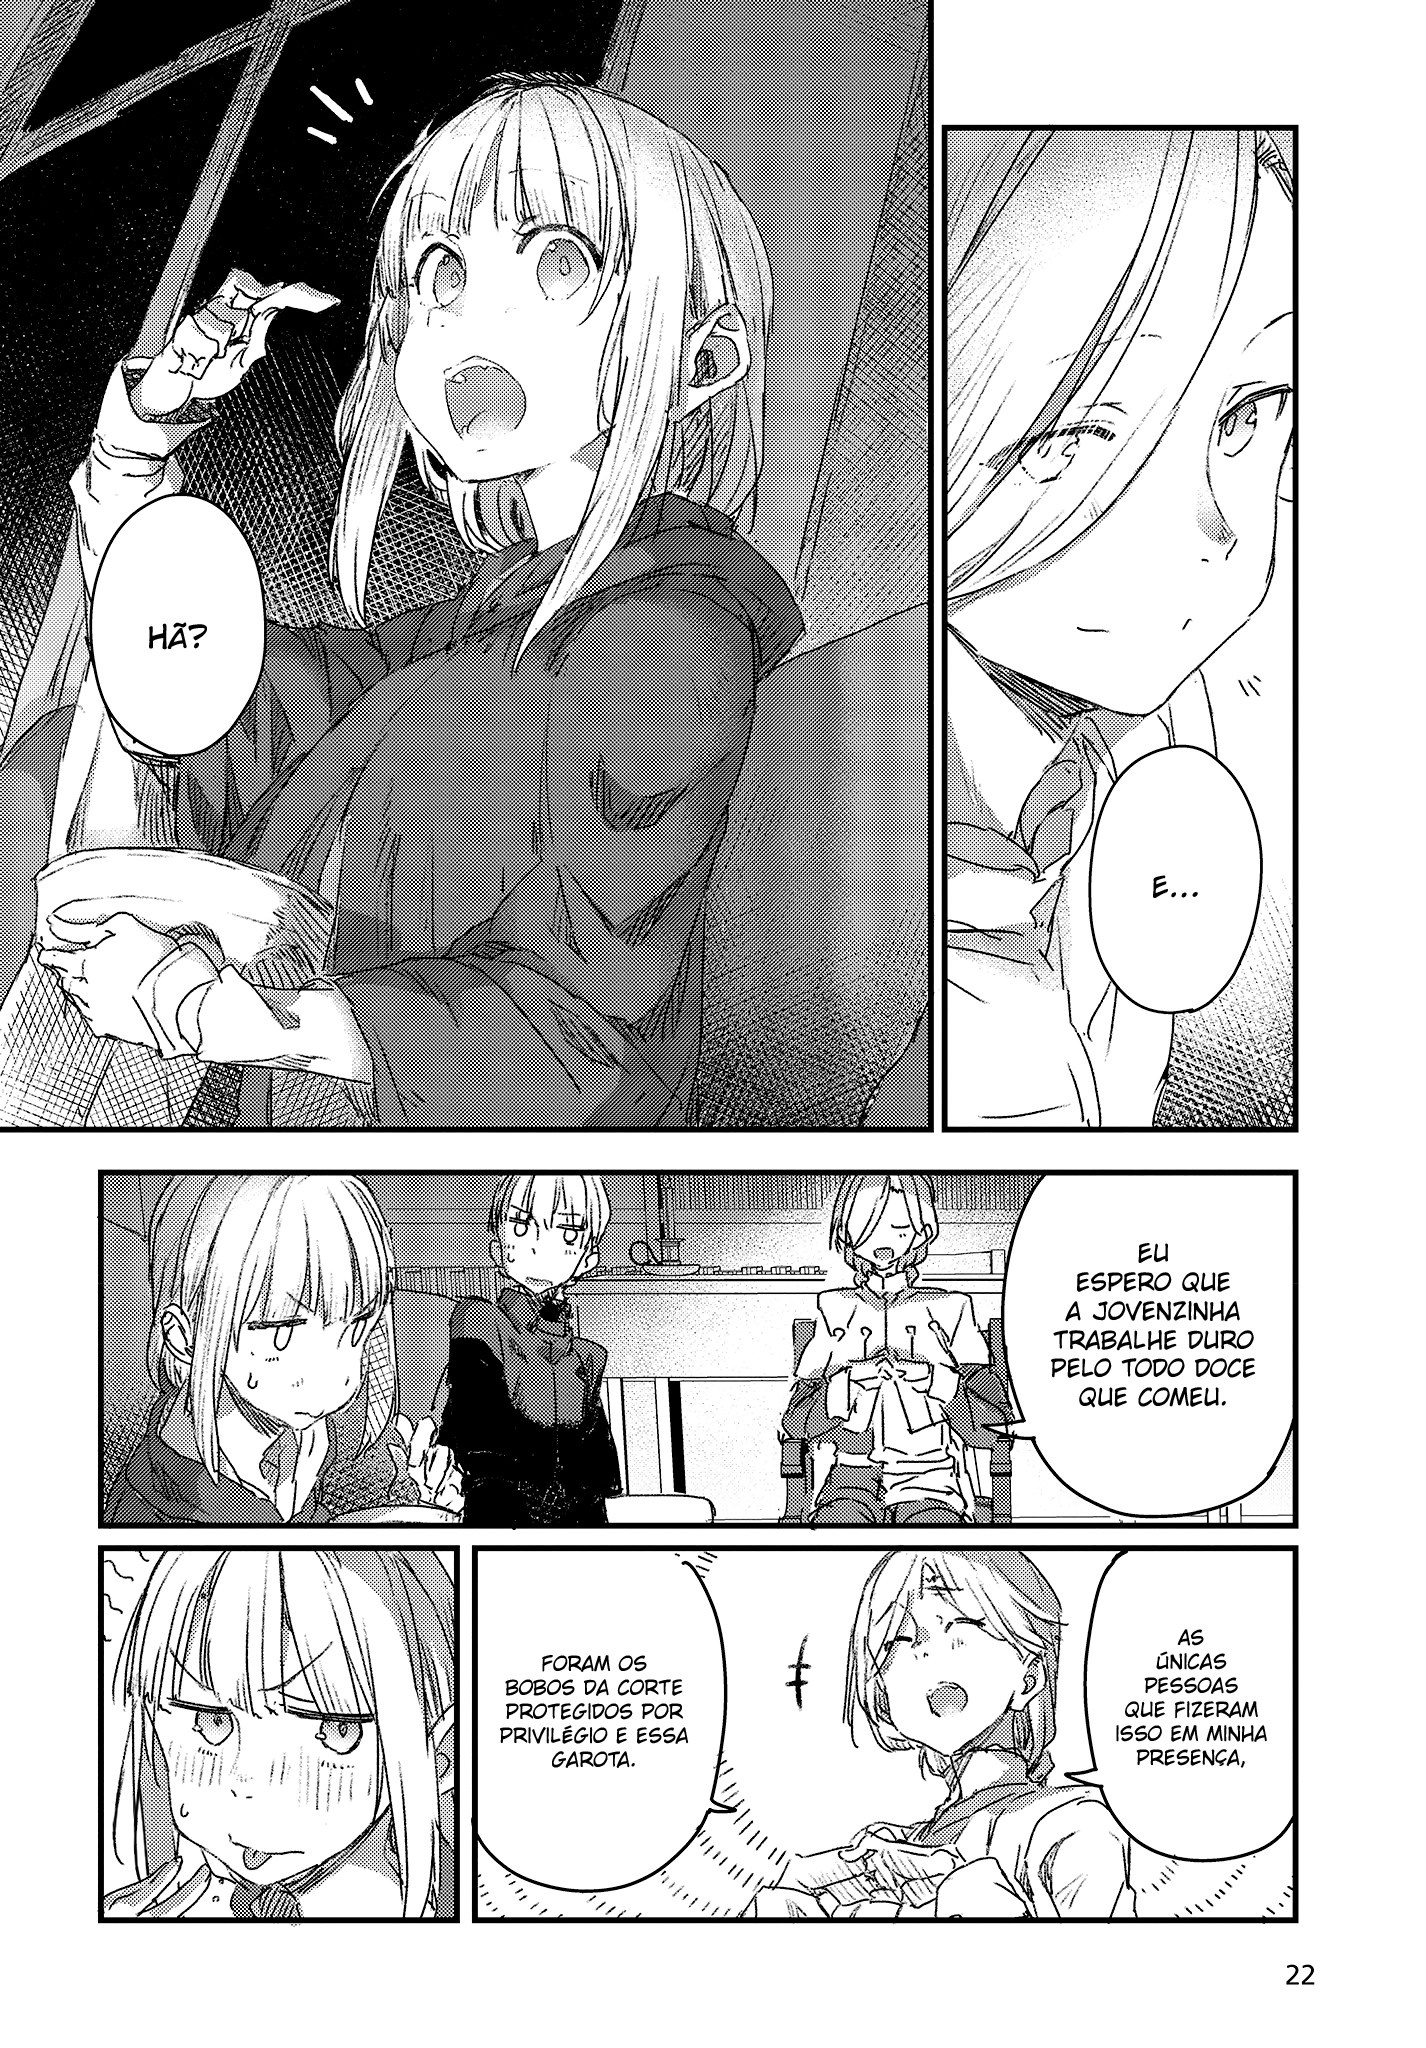 E...
HÃ?
EU
ESPERO QUE
A JOVENZINHA
TRABALHE DURO
PELO TODO DOCE
QUE COMEU.
AS
ÚNICAS
PESSOAS
QUE FIZERAM
ISSO EM MINHA
PRESENÇA,
FORAM OS
BOBOS DA CORTE
PROTEGIDOS POR
PRIVILÉGIO E ESSA
GAROTA.
22